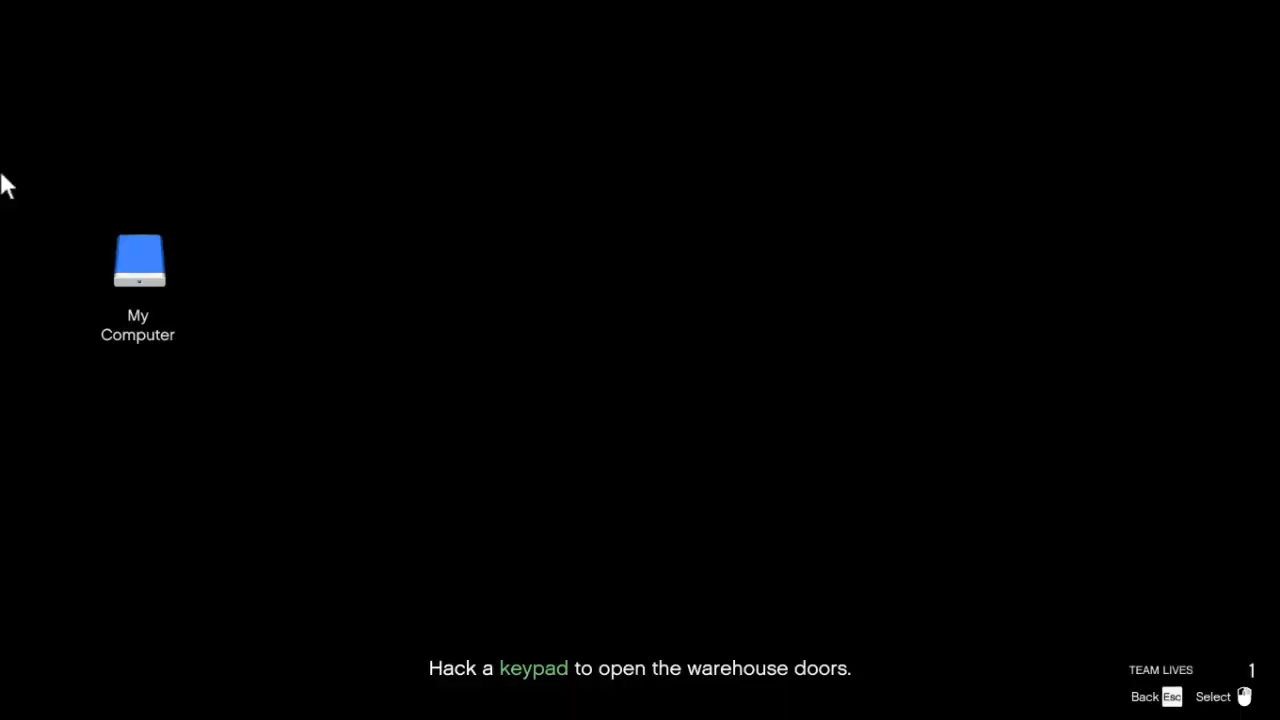 My
Computer
Hack a keypad to open the warehouse doors.
TEAM LIVES 1
Back Esc Select